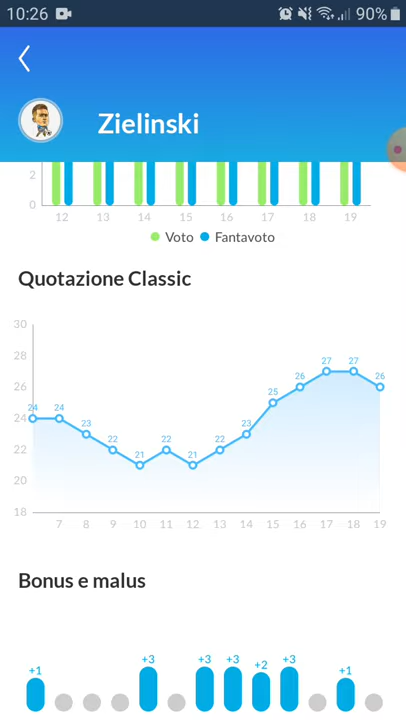 10:26 90%
Zielinski
2
0
12 13 14 15 16 17 18 19
Voto Fantavoto
Quotazione Classic
30
28
26
24
22
20
18
24 24 23 22 21 22 21 22 23 25 26 27 27 26
7 8 9 10 11 12 13 14 15 16 17 18 19
Bonus e malus
+1 +3 +3 +3 +2 +3 +1